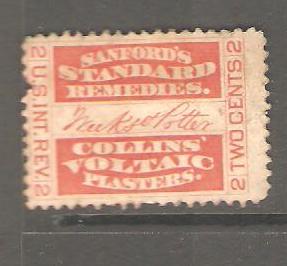 2 U.S. INT. REV. 2
SANFORD'S
STANDARD
REMEDIES.
Weeks & Potter
COLLINS'
VOLTAIC
PLASTERS.
2 TWO CENTS 2